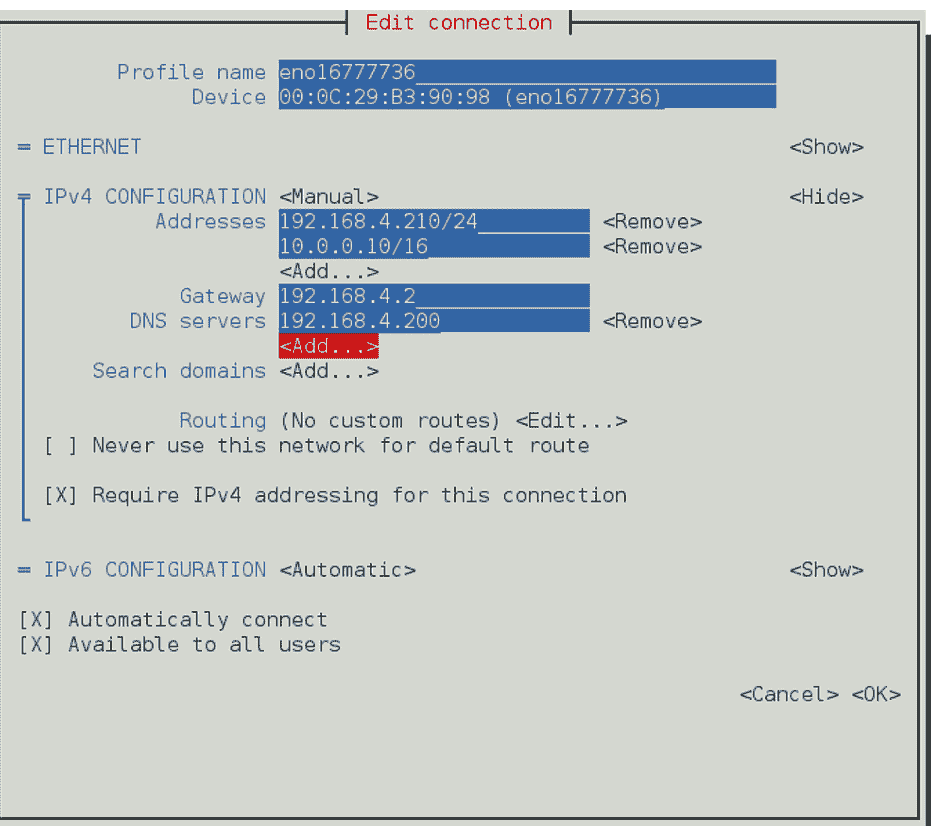 Edit connection
Profile name eno16777736
Device 00:0C:29:B3:90:98 (eno16777736)
= ETHERNET <Show>
= IPv4 CONFIGURATION <Manual> <Hide>
Addresses 192.168.4.210/24 <Remove>
10.0.0.10/16 <Remove>
<Add...>
Gateway 192.168.4.2
DNS servers 192.168.4.200 <Remove>
<Add...>
Search domains <Add...>
Routing (No custom routes) <Edit...>
[ ] Never use this network for default route
[X] Require IPv4 addressing for this connection
= IPv6 CONFIGURATION <Automatic> <Show>
[X] Automatically connect
[X] Available to all users
<Cancel> <OK>